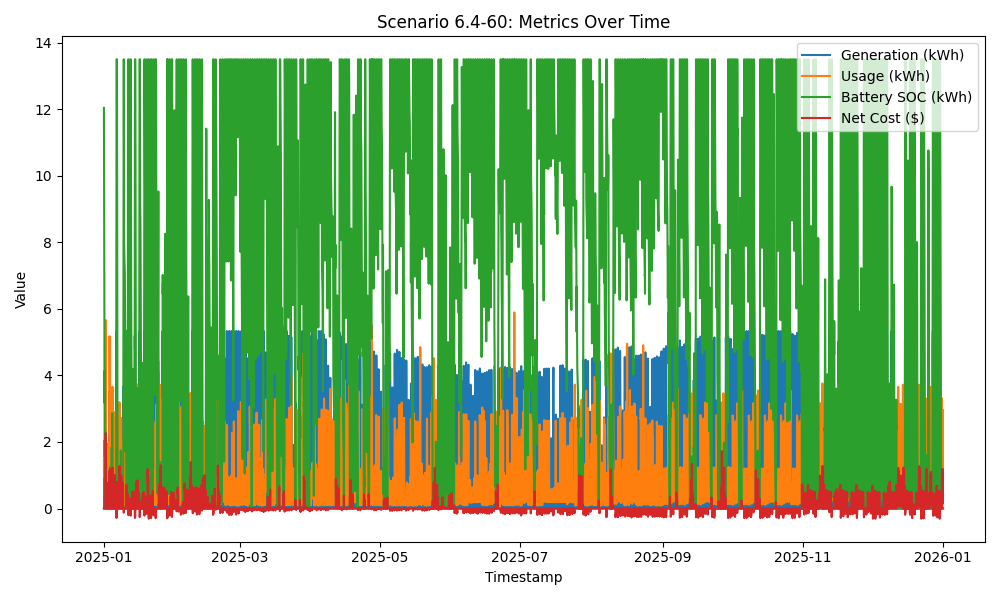 Scenario 6.4-60: Metrics Over Time
Generation (kWh)
Usage (kWh)
Battery SOC (kWh)
Net Cost ($)
Value
14
12
10
8
6
4
2
0
2025-01
2025-03
2025-05
2025-07
2025-09
2025-11
2026-01
Timestamp